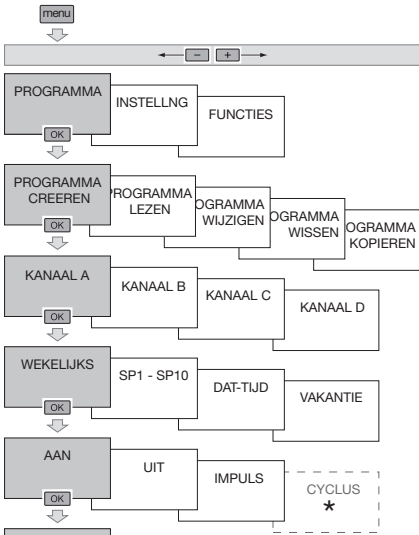 menu
- +
PROGRAMMA
INSTELLNG
FUNCTIES
OK
PROGRAMMA
CREEREN
PROGRAMMA
LEZEN
OGRAMMA
WIJZIGEN
OGRAMMA
WISSEN
OGRAMMA
KOPIEREN
OK
KANAAL A
KANAAL B
KANAAL C
KANAAL D
OK
WEKELIJKS
SP1 - SP10
DAT-TIJD
VAKANTIE
OK
AAN
UIT
IMPULS
CYCLUS
*
OK